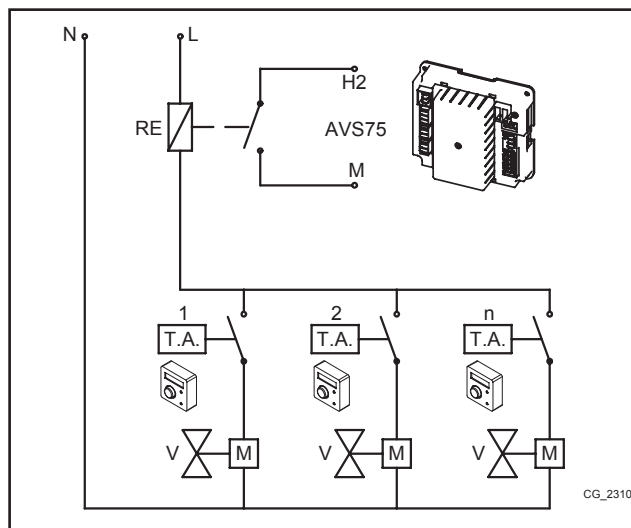 N L
H2
RE AVS75
M
1 2 n
T.A. T.A. T.A.
V M V M V M
CG_2310